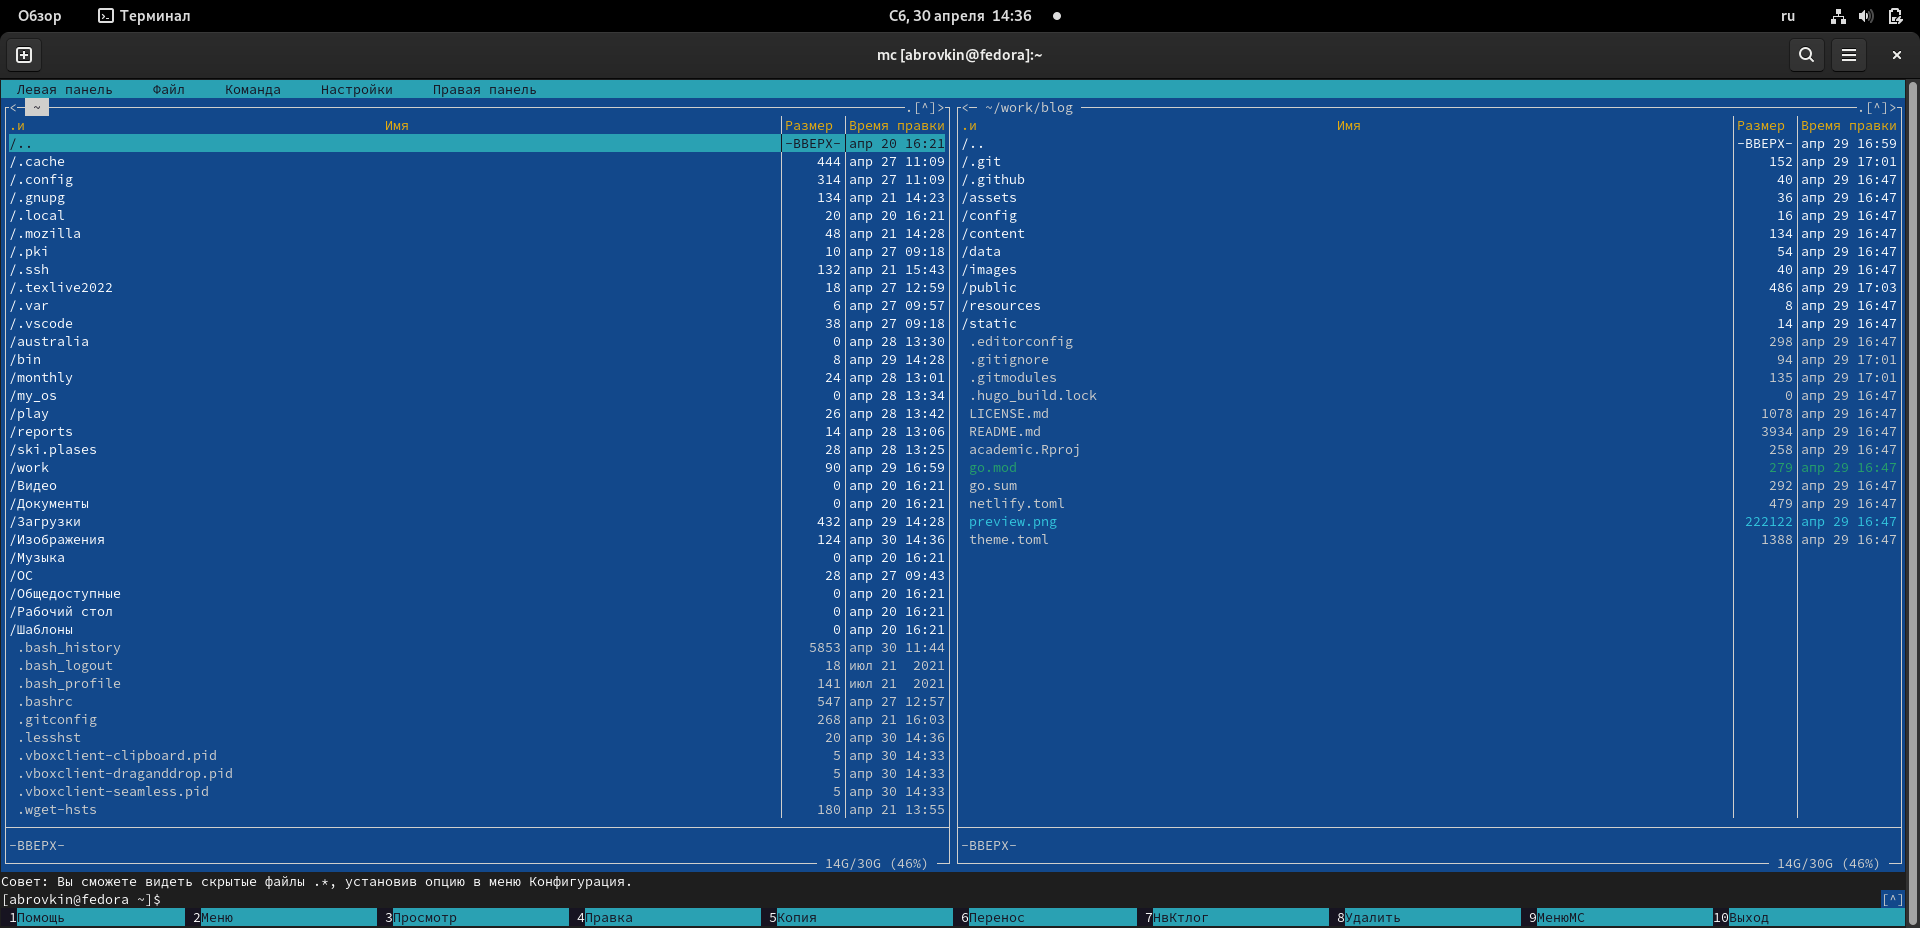 Обзор Терминал Сб, 30 апреля 14:36 ru
mc [abrovkin@fedora]:~
Левая панель Файл Команда Настройки Правая панель
<─ ~ .[^]>
.и Имя Размер Время правки
/.. -ВВЕРХ- апр 20 16:21
/.cache 444 апр 27 11:09
/.config 314 апр 27 11:09
/.gnupg 134 апр 21 14:23
/.local 20 апр 20 16:21
/.mozilla 48 апр 21 14:28
/.pki 10 апр 27 09:18
/.ssh 132 апр 21 15:43
/.texlive2022 18 апр 27 12:59
/.var 6 апр 27 09:57
/.vscode 38 апр 27 09:18
/australia 0 апр 28 13:30
/bin 8 апр 29 14:28
/monthly 24 апр 28 13:01
/my_os 0 апр 28 13:34
/play 26 апр 28 13:42
/reports 14 апр 28 13:06
/ski.plases 28 апр 28 13:25
/work 90 апр 29 16:59
/Видео 0 апр 20 16:21
/Документы 0 апр 20 16:21
/Загрузки 432 апр 29 14:28
/Изображения 124 апр 30 14:36
/Музыка 0 апр 20 16:21
/ОС 28 апр 27 09:43
/Общедоступные 0 апр 20 16:21
/Рабочий стол 0 апр 20 16:21
/Шаблоны 0 апр 20 16:21
.bash_history 5853 апр 30 11:44
.bash_logout 18 июл 21 2021
.bash_profile 141 июл 21 2021
.bashrc 547 апр 27 12:57
.gitconfig 268 апр 21 16:03
.lesshst 20 апр 30 14:36
.vboxclient-clipboard.pid 5 апр 30 14:33
.vboxclient-draganddrop.pid 5 апр 30 14:33
.vboxclient-seamless.pid 5 апр 30 14:33
.wget-hsts 180 апр 21 13:55
-ВВЕРХ-
14G/30G (46%)
<─ ~/work/blog .[^]>
.и Имя Размер Время правки
/.. -ВВЕРХ- апр 29 16:59
/.git 152 апр 29 17:01
/.github 40 апр 29 16:47
/assets 36 апр 29 16:47
/config 16 апр 29 16:47
/content 134 апр 29 16:47
/data 54 апр 29 16:47
/images 40 апр 29 16:47
/public 486 апр 29 17:03
/resources 8 апр 29 16:47
/static 14 апр 29 16:47
.editorconfig 298 апр 29 16:47
.gitignore 94 апр 29 17:01
.gitmodules 135 апр 29 17:01
.hugo_build.lock 0 апр 29 16:47
LICENSE.md 1078 апр 29 16:47
README.md 3934 апр 29 16:47
academic.Rproj 258 апр 29 16:47
go.mod 279 апр 29 16:47
go.sum 292 апр 29 16:47
netlify.toml 479 апр 29 16:47
preview.png 222122 апр 29 16:47
theme.toml 1388 апр 29 16:47
-ВВЕРХ-
14G/30G (46%)
Совет: Вы сможете видеть скрытые файлы .*, установив опцию в меню Конфигурация.
[abrovkin@fedora ~]$ [^]
1Помощь 2Меню 3Просмотр 4Правка 5Копия 6Перенос 7НвКтлог 8Удалить 9МенюMC 10Выход